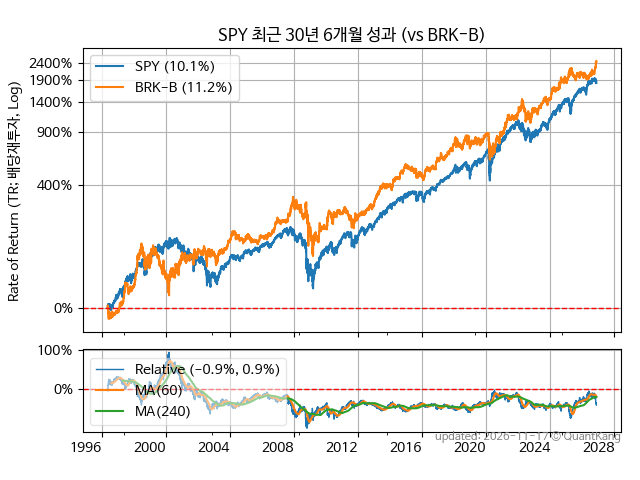 SPY 최근 30년 6개월 성과 (vs BRK-B)
Rate of Return (TR; 배당재투자, Log)
2400%
1900%
1400%
900%
400%
0%
SPY (10.1%)
BRK-B (11.2%)
100%
0%
Relative (-0.9%, 0.9%)
MA(60)
MA(240)
1996 2000 2004 2008 2012 2016 2020 2024 2028
updated: 2026-11-17 © QuantKang